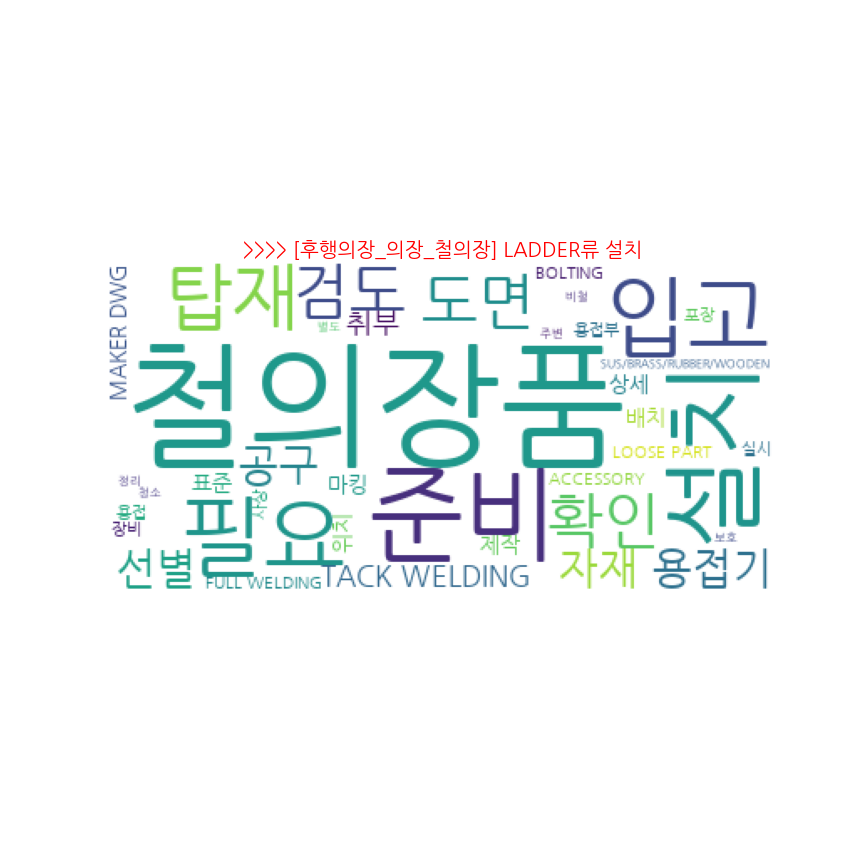 >>>> [후행의장_의장_철의장] LADDER류 설치
MAKER DWG
탑재
검도
도면
BOLTING
비철
입고
별도
취부
주변
용접부
포장
SUS/BRASS/RUBBER/WOODEN
철의장품
상세
설치
배치
공구
LOOSE PART
실시
정리
청소
표준
사상
마킹
준비
ACCESSORY
용접
장비
필요
위치
제작
확인
보호
선별
FULL WELDING
TACK WELDING
자재
용접기